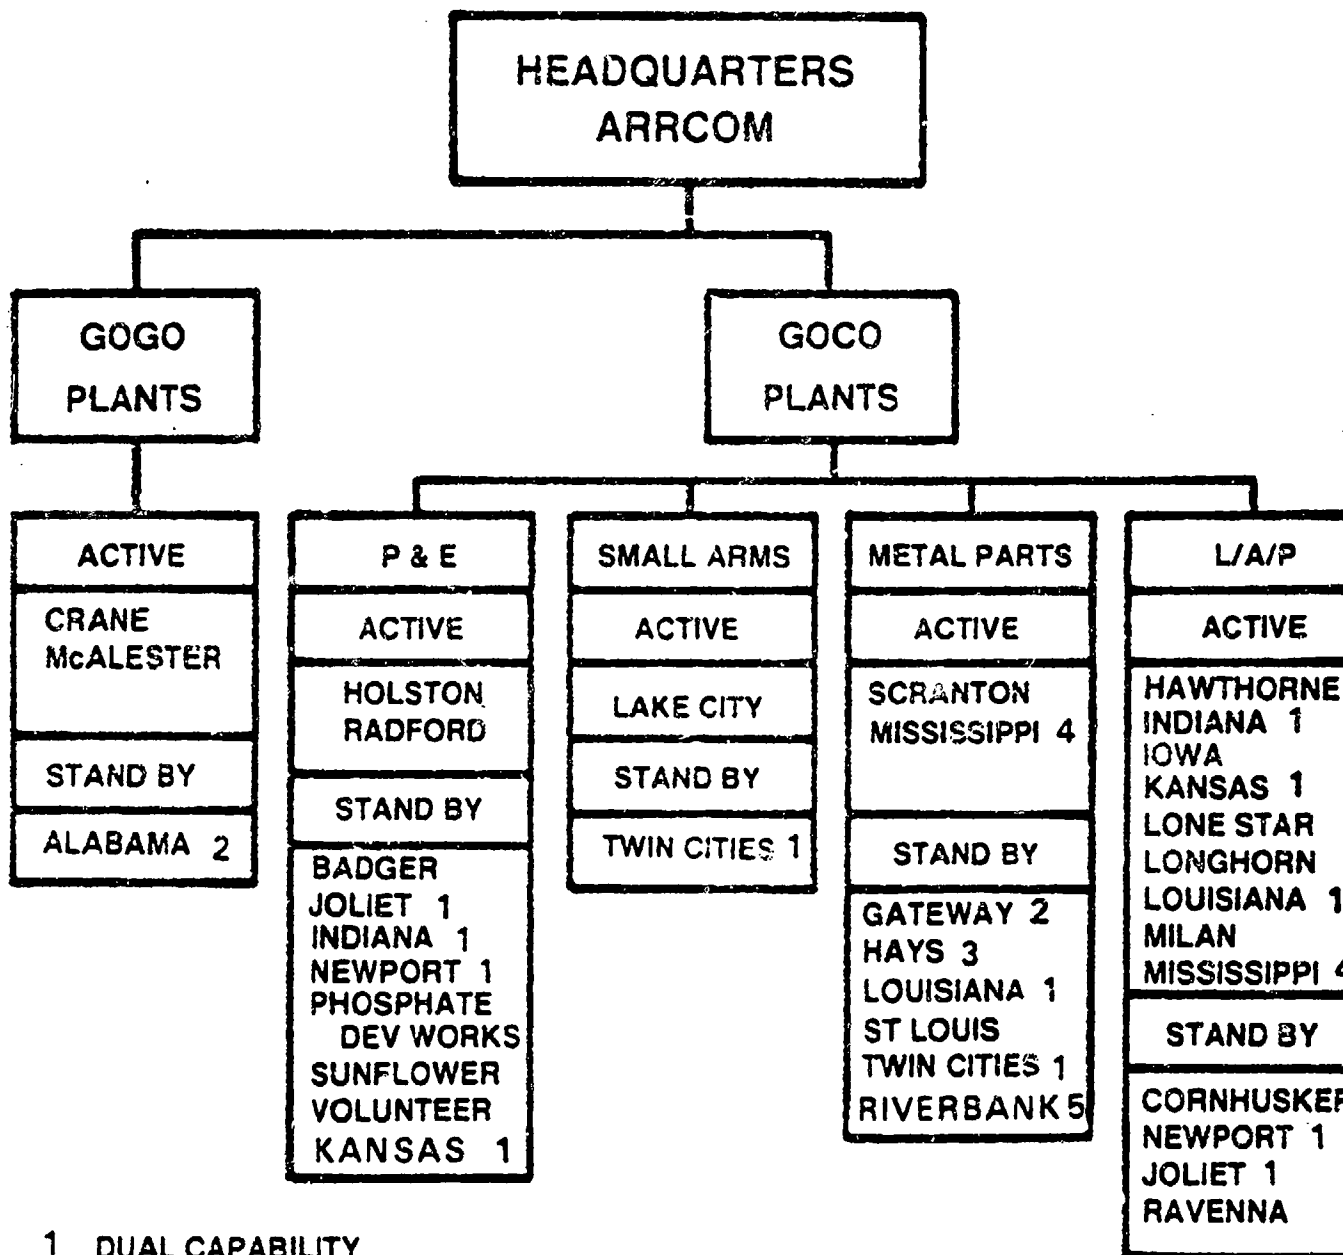 HEADQUARTERS
ARRCOM
GOGO
PLANTS
GOCO
PLANTS
ACTIVE
CRANE
McALESTER
STAND BY
ALABAMA 2
P & E
ACTIVE
HOLSTON
RADFORD
STAND BY
BADGER
JOLIET 1
INDIANA 1
NEWPORT 1
PHOSPHATE
DEV WORKS
SUNFLOWER
VOLUNTEER
KANSAS 1
SMALL ARMS
ACTIVE
LAKE CITY
STAND BY
TWIN CITIES 1
METAL PARTS
ACTIVE
SCRANTON
MISSISSIPPI 4
STAND BY
GATEWAY 2
HAYS 3
LOUISIANA 1
ST LOUIS
TWIN CITIES 1
RIVERBANK 5
L/A/P
ACTIVE
HAWTHORNE
INDIANA 1
IOWA
KANSAS 1
LONE STAR
LONGHORN
LOUISIANA 1
MILAN
MISSISSIPPI 4
STAND BY
CORNHUSKER
NEWPORT 1
JOLIET 1
RAVENNA
1 DUAL CAPABILITY